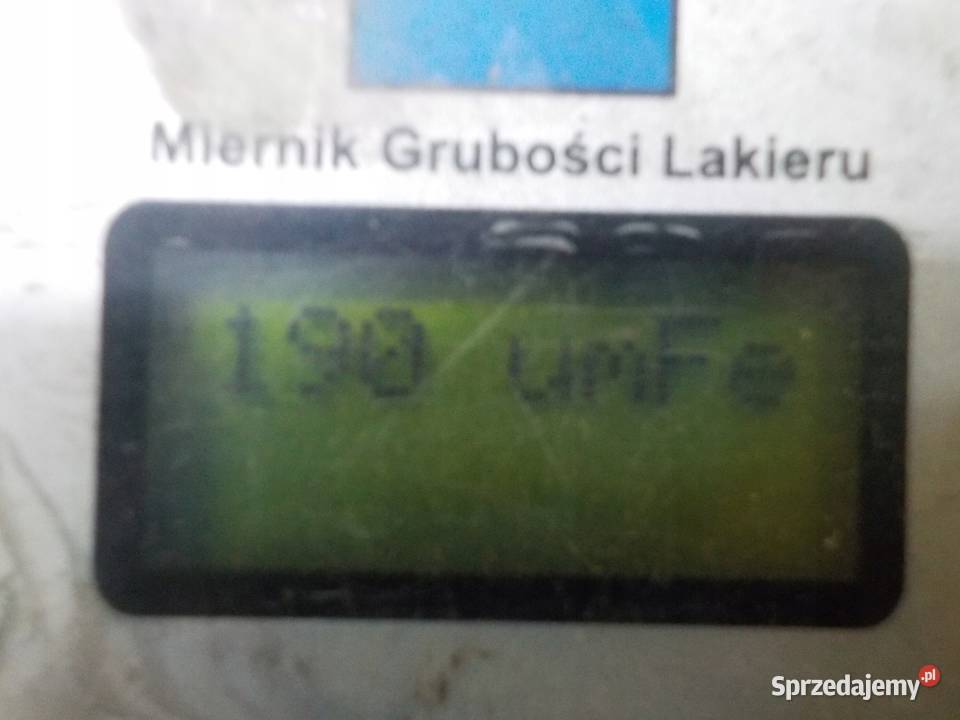 Miernik Grubości Lakieru
190 umFe
Sprzedajemy.pl